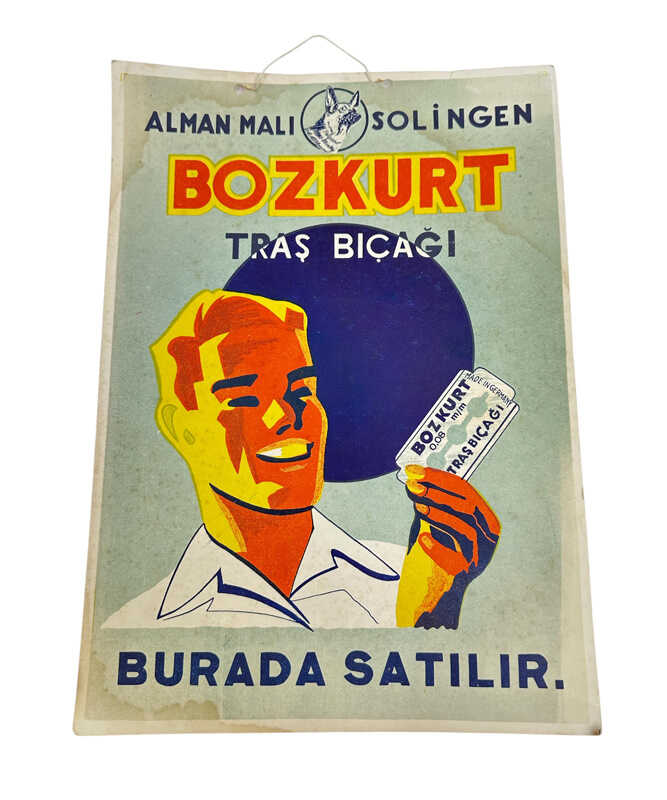 ALMAN MALI SOLİNGEN
BOZKURT
TRAŞ BIÇAĞI
MADE IN GERMANY
BOZKURT
0.08 m/m
TRAŞ BIÇAĞI
BURADA SATILIR.